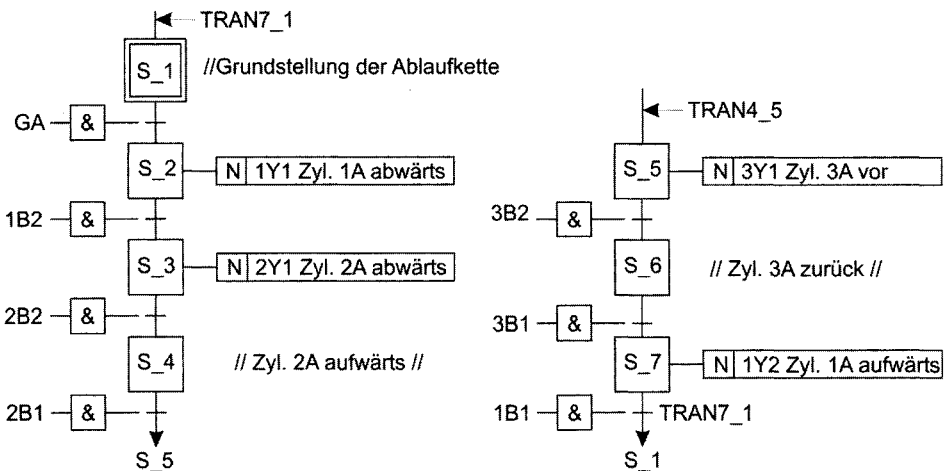 TRAN7_1
S_1 //Grundstellung der Ablaufkette
GA & 
S_2 N 1Y1 Zyl. 1A abwärts
1B2 &
S_3 N 2Y1 Zyl. 2A abwärts
2B2 &
S_4 // Zyl. 2A aufwärts //
2B1 &
S_5
TRAN4_5
S_5 N 3Y1 Zyl. 3A vor
3B2 &
S_6 // Zyl. 3A zurück //
3B1 &
S_7 N 1Y2 Zyl. 1A aufwärts
1B1 & TRAN7_1
S_1